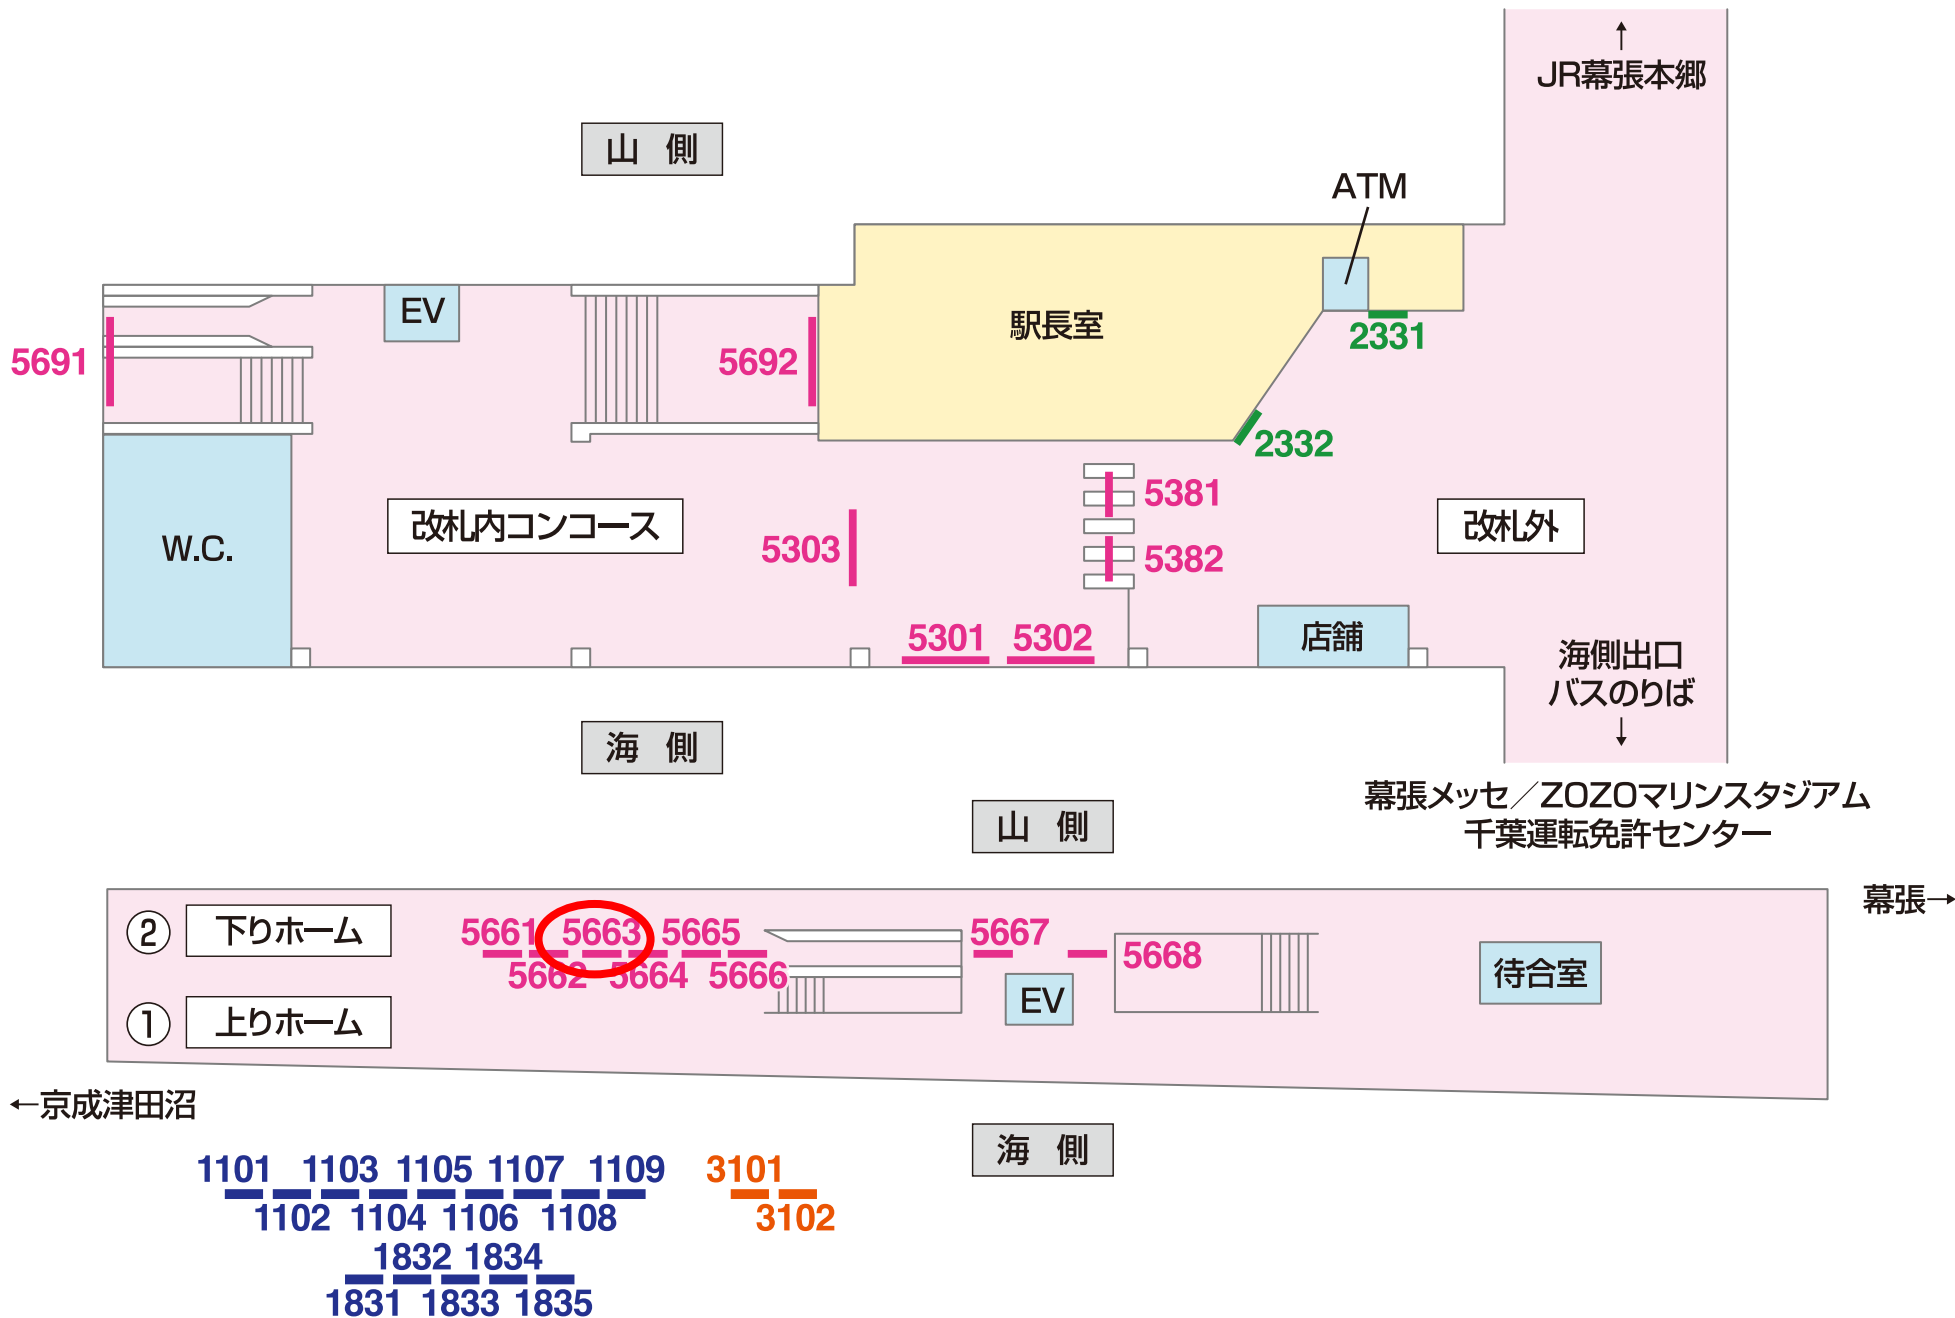 ↑
JR幕張本郷
山 側
ATM
EV
駅長室
2331
5691
5692
2332
W.C.
改札内コンコース
5303
5381
5382
改札外
5301
5302
店舗
海側出口
バスのりば
↓
海 側
幕張メッセ／ZOZOマリンスタジアム
千葉運転免許センター
山 側
幕張→
② 下りホーム
5661 5663 5665
5662 5664 5666
5667
5668
EV
待合室
① 上りホーム
←京成津田沼
海 側
1101 1103 1105 1107 1109
1102 1104 1106 1108
3101
3102
1832 1834
1831 1833 1835